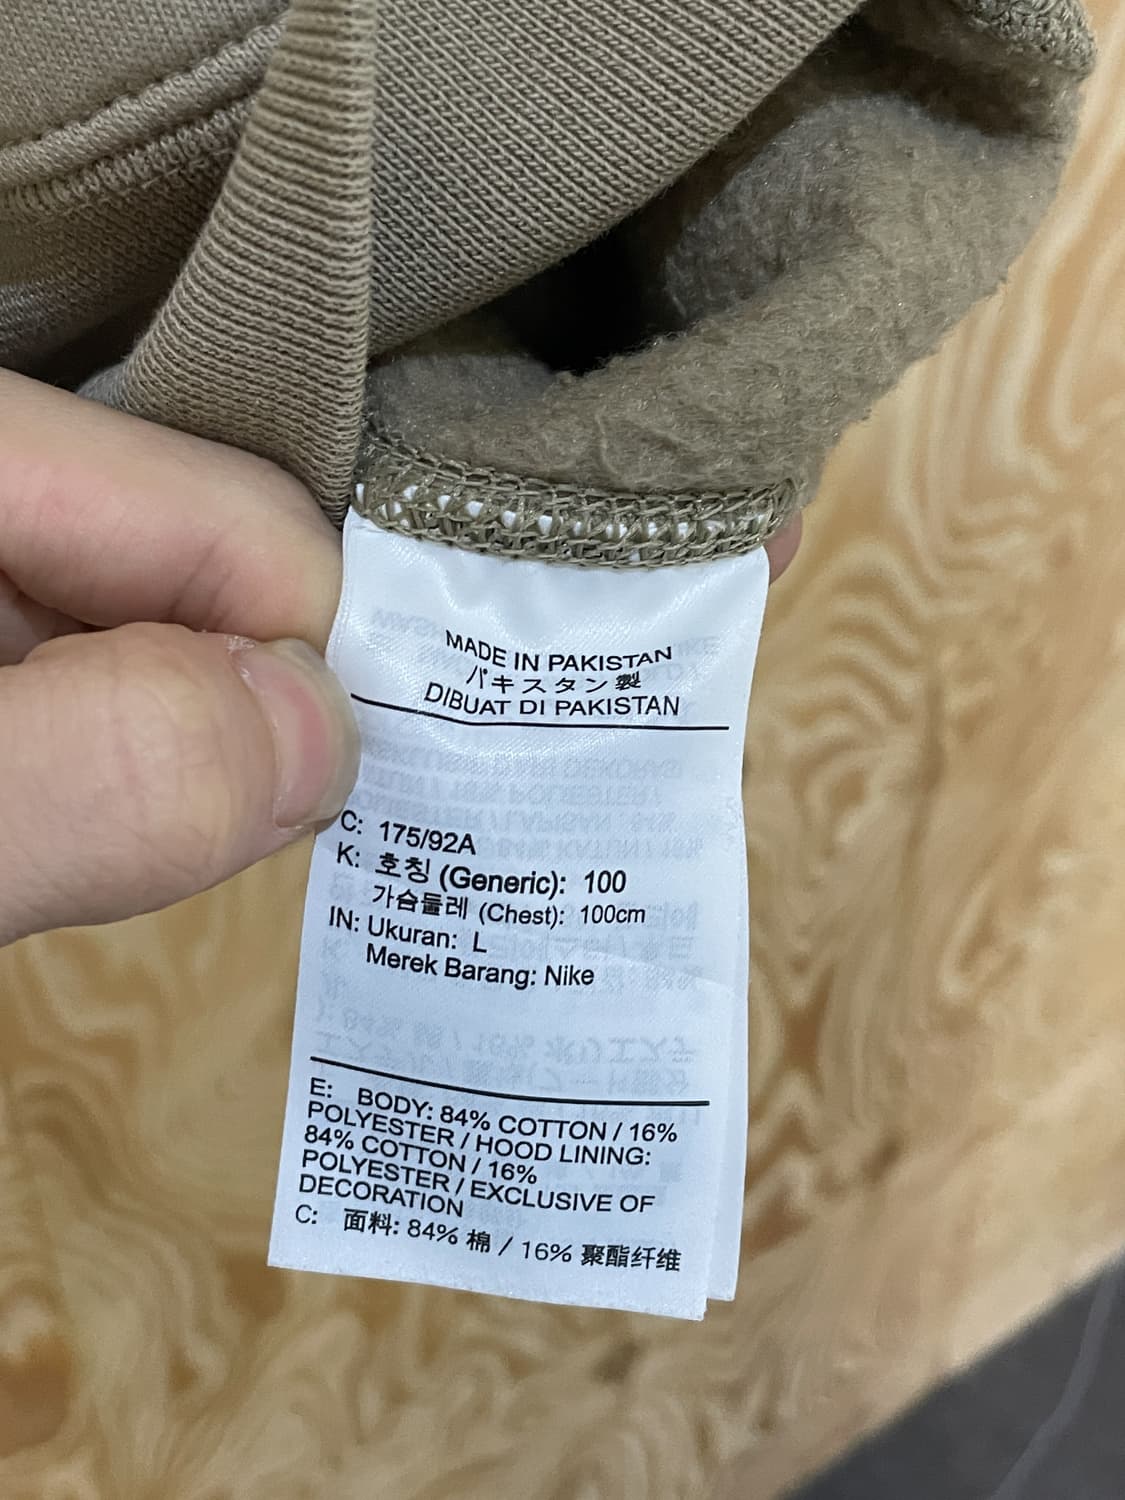 MADE IN PAKISTAN
パキスタン製
DIBUAT DI PAKISTAN
C: 175/92A
K: 호칭 (Generic): 100
가슴둘레 (Chest): 100cm
IN: Ukuran: L
Merek Barang: Nike
E: BODY: 84% COTTON / 16%
POLYESTER / HOOD LINING:
84% COTTON / 16%
POLYESTER / EXCLUSIVE OF
DECORATION
C: 面料: 84% 棉 / 16% 聚酯纤维